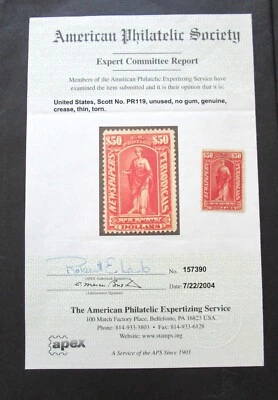 American Philatelic Society
Expert Committee Report
Members of the American Philatelic Expertizing Service have
examined the item submitted and it is their opinion that it is:
United States, Scott No. PR119, unused, no gum, genuine,
crease, thin, torn.
$50 $50
NEWSPAPERS PERIODICALS
DOLLARS
$50 $50
No. 157390
Date: 7/22/2004
The American Philatelic Expertizing Service
100 Match Factory Place, Bellefonte, PA 16823 USA
Phone: 814-933-3803 • Fax: 814-933-6128
Website: www.stamps.org
apex
A Service of the APS Since 1903